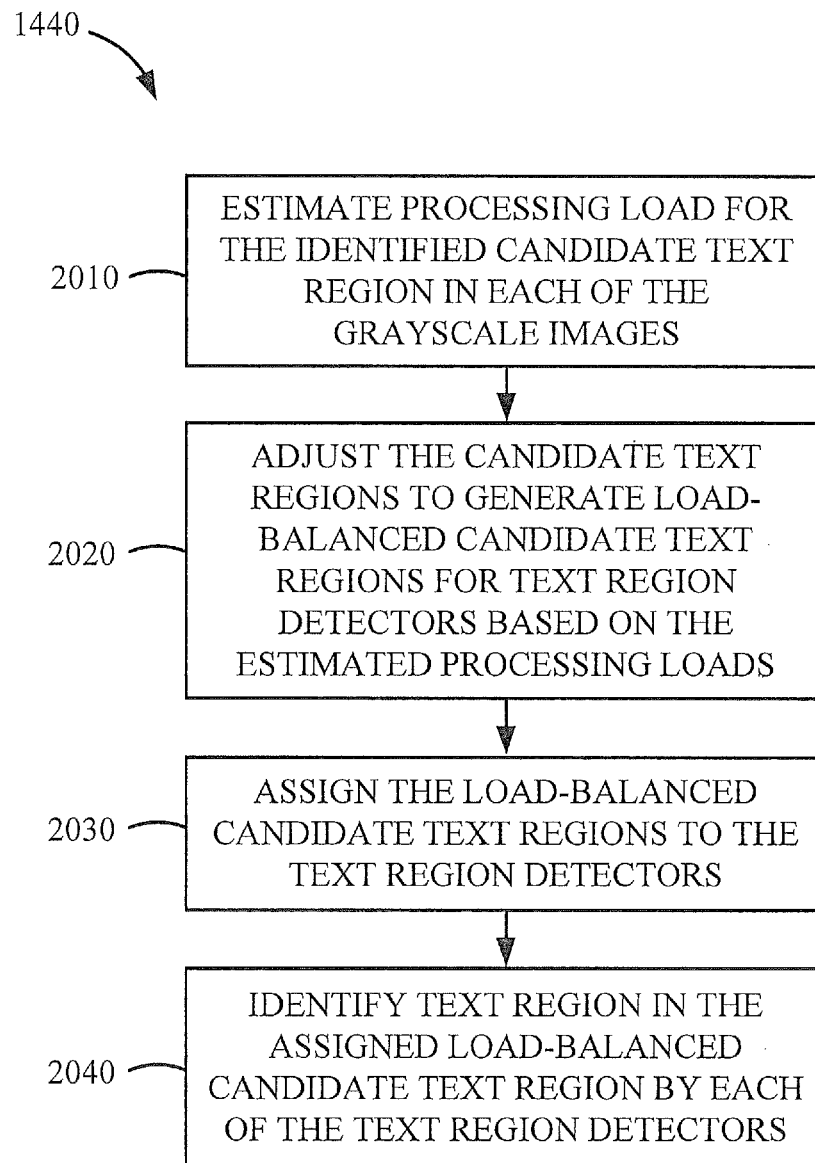 1440
ESTIMATE PROCESSING LOAD FOR
THE IDENTIFIED CANDIDATE TEXT
REGION IN EACH OF THE
GRAYSCALE IMAGES
2010
ADJUST THE CANDIDATE TEXT
REGIONS TO GENERATE LOAD-
BALANCED CANDIDATE TEXT
REGIONS FOR TEXT REGION
DETECTORS BASED ON THE
ESTIMATED PROCESSING LOADS
2020
ASSIGN THE LOAD-BALANCED
CANDIDATE TEXT REGIONS TO THE
TEXT REGION DETECTORS
2030
IDENTIFY TEXT REGION IN THE
ASSIGNED LOAD-BALANCED
CANDIDATE TEXT REGION BY EACH
OF THE TEXT REGION DETECTORS
2040